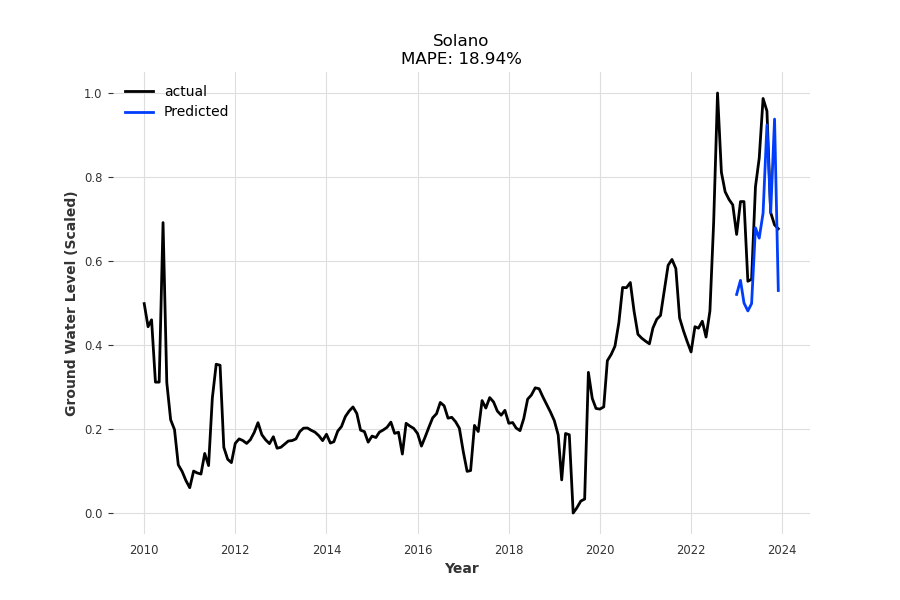 Solano
MAPE: 18.94%
actual
Predicted
1.0
0.8
0.6
0.4
0.2
0.0
Ground Water Level (Scaled)
2010 2012 2014 2016 2018 2020 2022 2024
Year